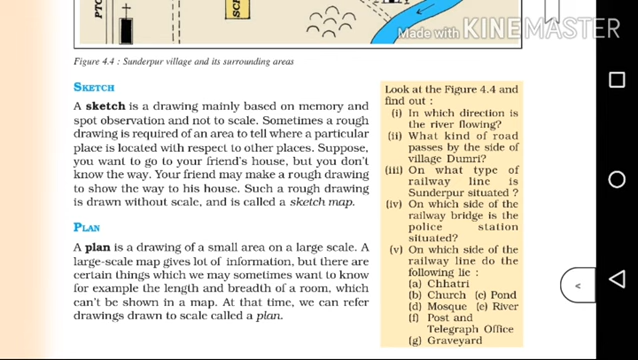 PTO
SCH
Made with KINEMASTER
Figure 4.4 : Sunderpur village and its surrounding areas
SKETCH
A sketch is a drawing mainly based on memory and
spot observation and not to scale. Sometimes a rough
drawing is required of an area to tell where a particular
place is located with respect to other places. Suppose,
you want to go to your friend's house, but you don't
know the way. Your friend may make a rough drawing
to show the way to his house. Such a rough drawing
is drawn without scale, and is called a sketch map.
PLAN
A plan is a drawing of a small area on a large scale. A
large-scale map gives lot of information, but there are
certain things which we may sometimes want to know
for example the length and breadth of a room, which
can't be shown in a map. At that time, we can refer
drawings drawn to scale called a plan.
Look at the Figure 4.4 and
find out :
(i) In which direction is
the river flowing?
(ii) What kind of road
passes by the side of
village Dumri?
(iii) On what type of
railway line is
Sunderpur situated ?
(iv) On which side of the
railway bridge is the
police station
situated?
(v) On which side of the
railway line do the
following lie :
(a) Chhatri
(b) Church (c) Pond
(d) Mosque (e) River
(f) Post and
Telegraph Office
(g) Graveyard